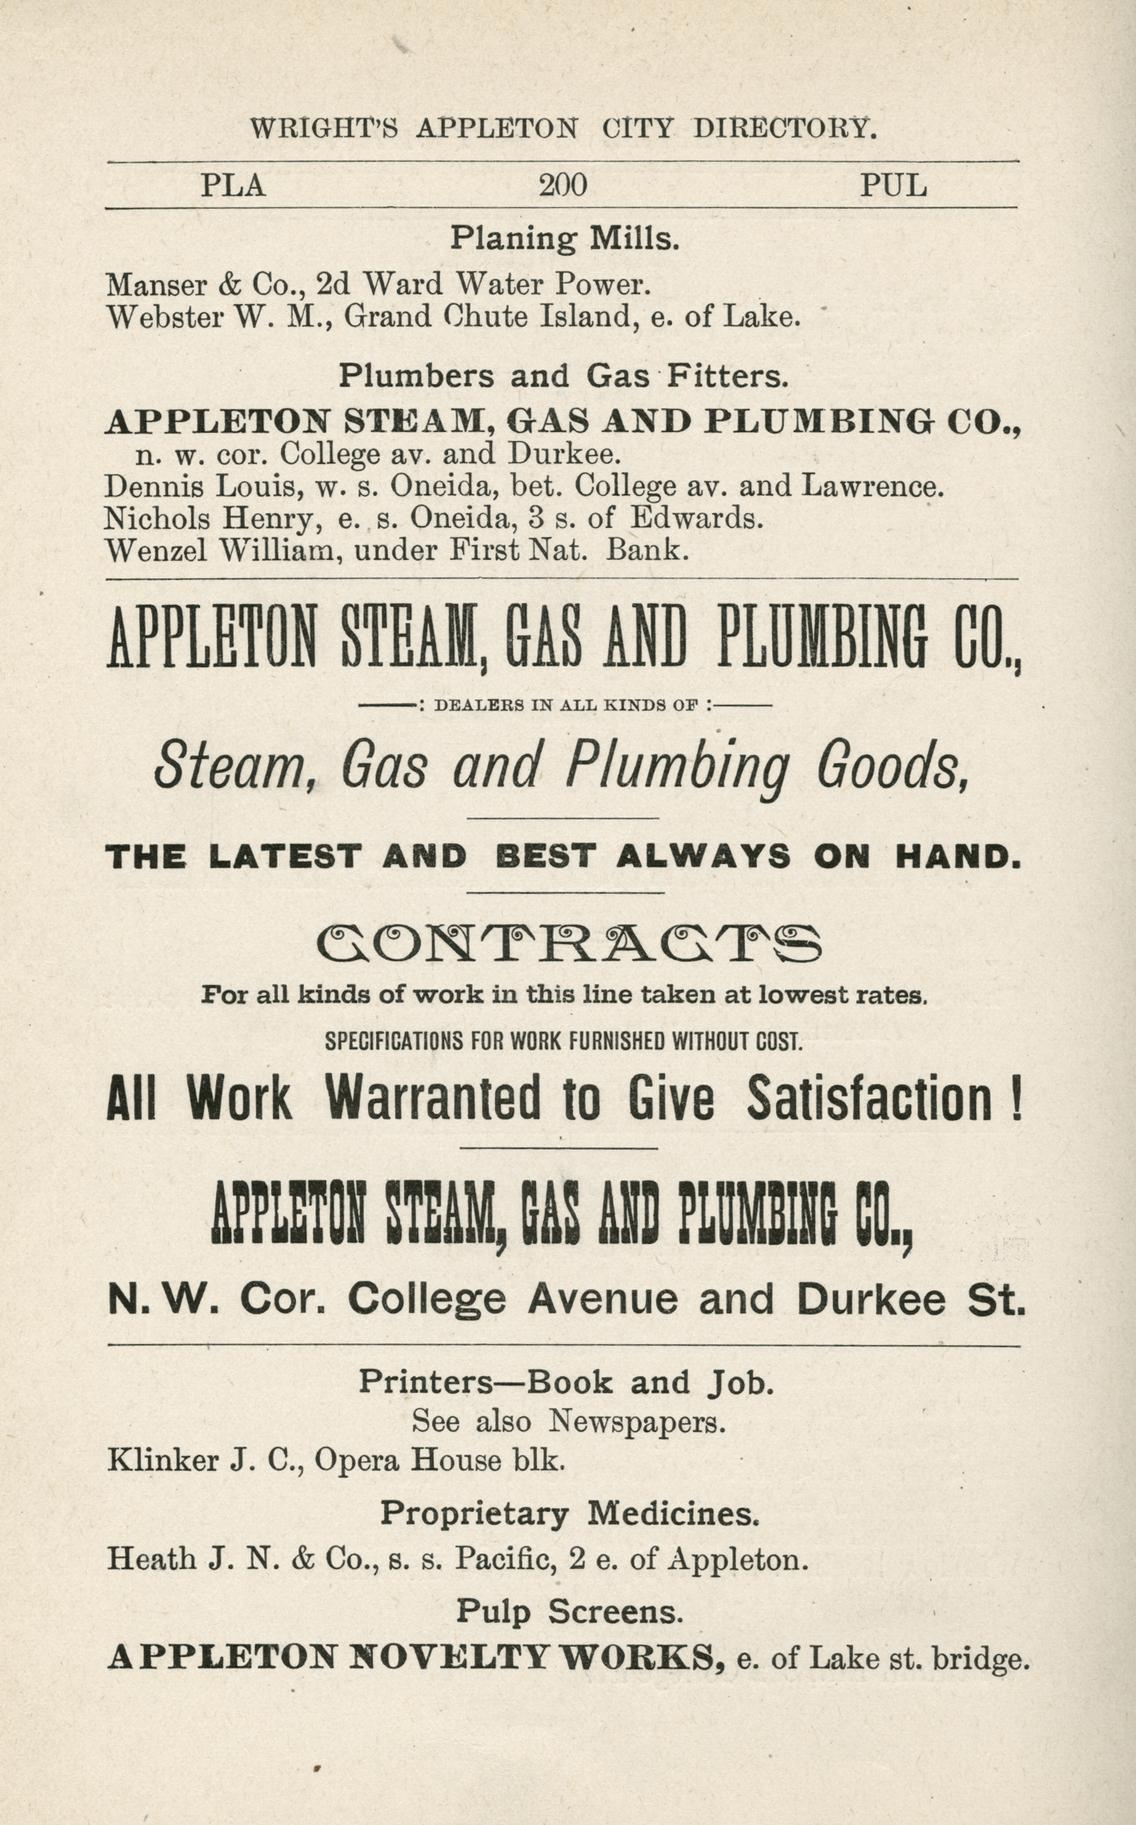 WRIGHT'S APPLETON CITY DIRECTORY.
PLA 200 PUL
Planing Mills.
Manser & Co., 2d Ward Water Power.
Webster W. M., Grand Chute Island, e. of Lake.
Plumbers and Gas Fitters.
APPLETON STEAM, GAS AND PLUMBING CO.,
n. w. cor. College av. and Durkee.
Dennis Louis, w. s. Oneida, bet. College av. and Lawrence.
Nichols Henry, e. s. Oneida, 3 s. of Edwards.
Wenzel William, under First Nat. Bank.
APPLETON STEAM, GAS AND PLUMBING CO.,
: DEALERS IN ALL KINDS OF :
Steam, Gas and Plumbing Goods,
THE LATEST AND BEST ALWAYS ON HAND.
CONTRACTS
For all kinds of work in this line taken at lowest rates.
SPECIFICATIONS FOR WORK FURNISHED WITHOUT COST.
All Work Warranted to Give Satisfaction !
APPLETON STEAM, GAS AND PLUMBING CO.,
N. W. Cor. College Avenue and Durkee St.
Printers—Book and Job.
See also Newspapers.
Klinker J. C., Opera House blk.
Proprietary Medicines.
Heath J. N. & Co., s. s. Pacific, 2 e. of Appleton.
Pulp Screens.
APPLETON NOVELTY WORKS, e. of Lake st. bridge.